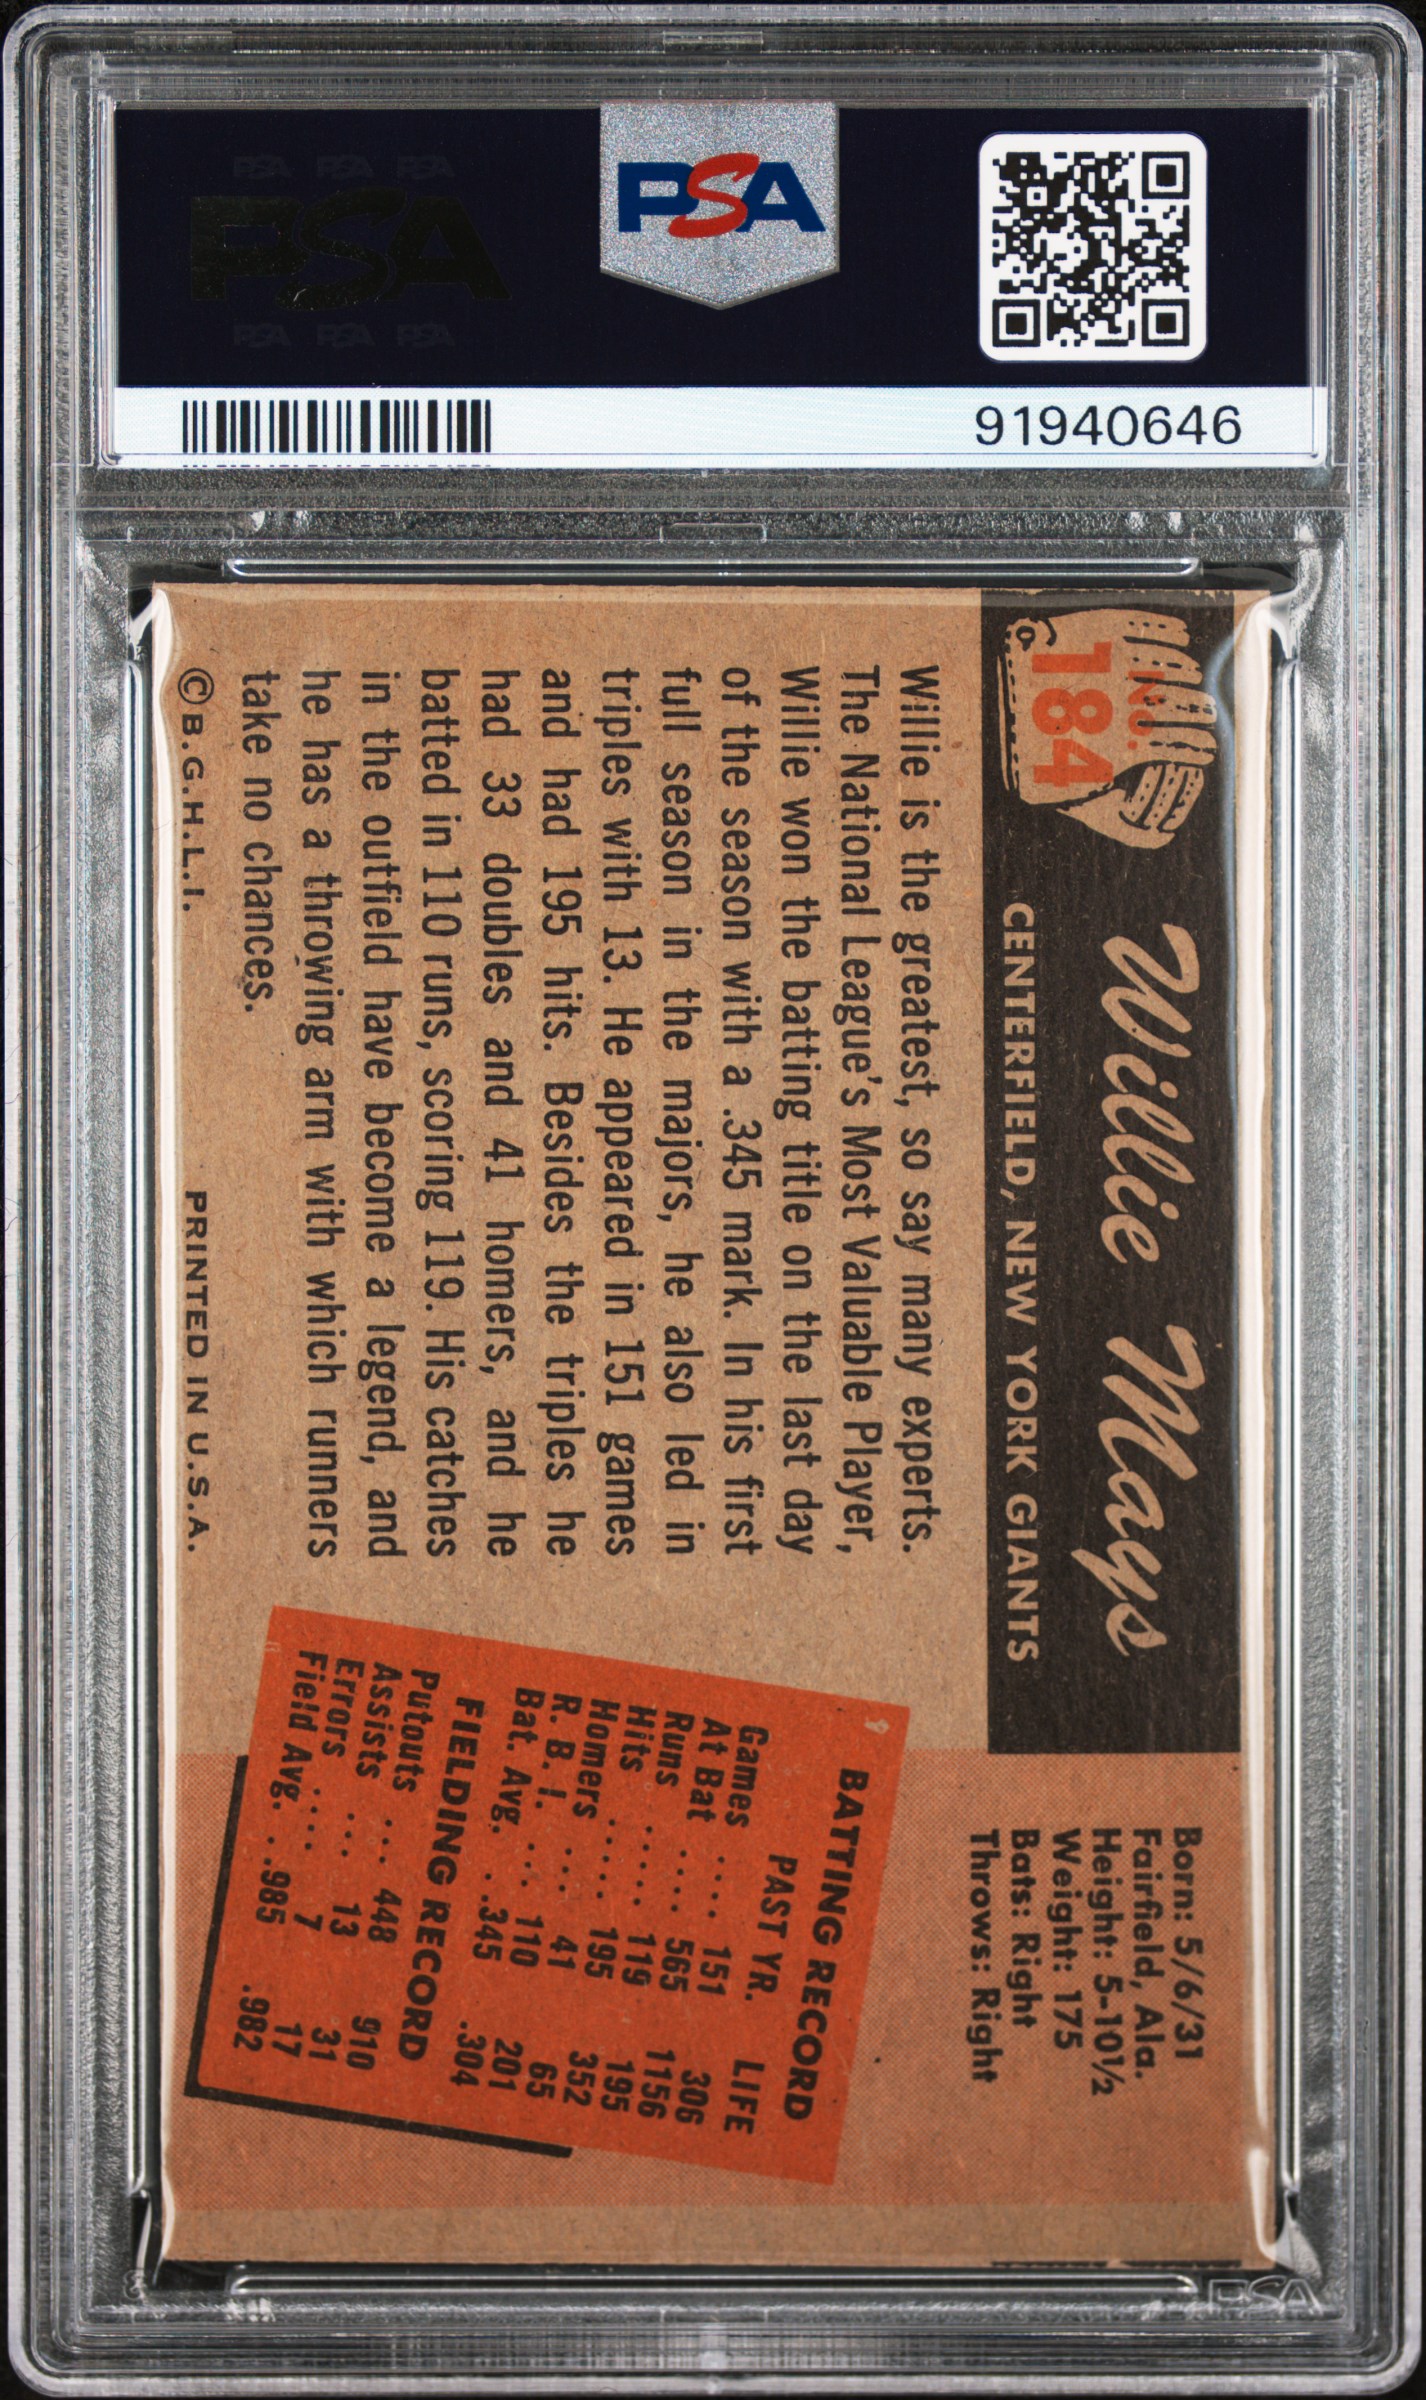 PSA PSA PSA
PSA
PSA PSA PSA
PSA
91940646
No.
184
Willie Mays
CENTERFIELD, NEW YORK GIANTS
Born: 5/6/31
Fairfield, Ala.
Height: 5-10½
Weight: 175
Bats: Right
Throws: Right
Willie is the greatest, so say many experts.
The National League's Most Valuable Player,
Willie won the batting title on the last day
of the season with a .345 mark. In his first
full season in the majors, he also led in
triples with 13. He appeared in 151 games
and had 195 hits. Besides the triples he
had 33 doubles and 41 homers, and he
batted in 110 runs, scoring 119. His catches
in the outfield have become a legend, and
he has a throwing arm with which runners
take no chances.
BATTING RECORD
PAST YR. LIFE
Games .... 151 306
At Bat .... 565 1156
Runs ..... 119 195
Hits ..... 195 352
Homers ... 41 65
R. B. I. ... 110 201
Bat. Avg. . .345 .304
FIELDING RECORD
Putouts ... 448 910
Assists ... 13 31
Errors .... 7 17
Field Avg. . .985 .982
© B.G.H.L.I. PRINTED IN U.S.A.
PSA